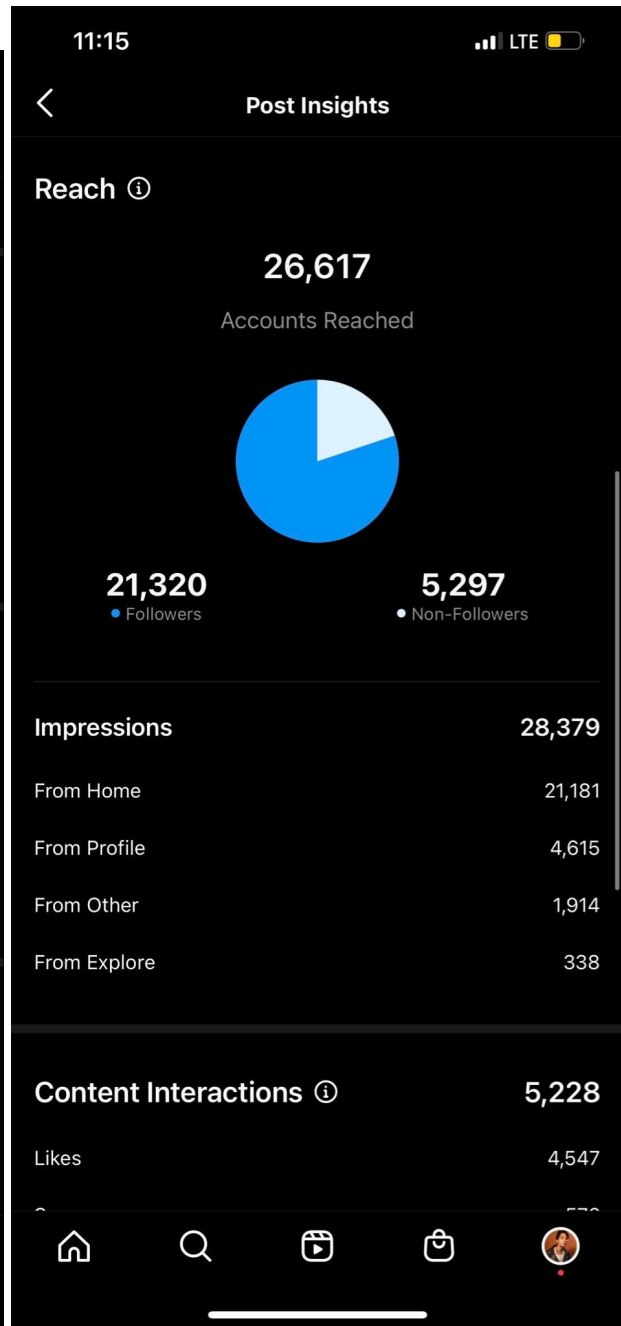 11:15 LTE
Post Insights
Reach
26,617
Accounts Reached
21,320 5,297
Followers Non-Followers
Impressions 28,379
From Home 21,181
From Profile 4,615
From Other 1,914
From Explore 338
Content Interactions 5,228
Likes 4,547